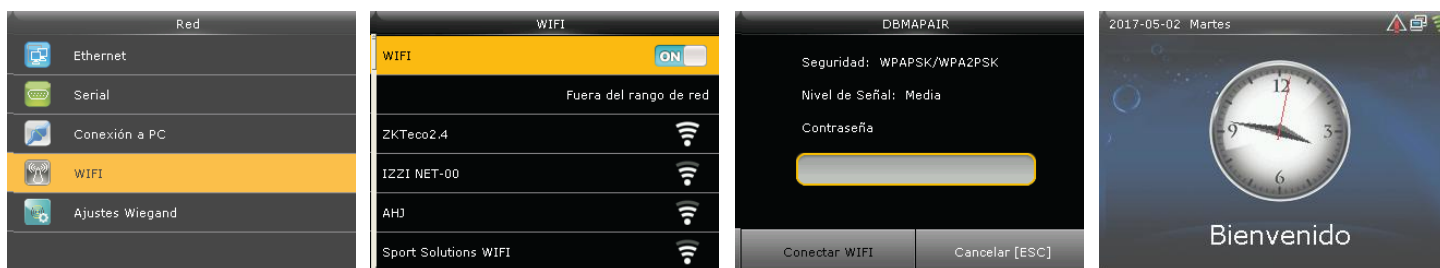 Red
Ethernet
Serial
Conexión a PC
WIFI
Ajustes Wiegand
WIFI
WIFI
ON
Fuera del rango de red
ZKTeco2.4
IZZI NET-00
AHJ
Sport Solutions WIFI
DBMAPAIR
Seguridad: WPAPSK/WPA2PSK
Nivel de Señal: Media
Contraseña
Conectar WIFI
Cancelar [ESC]
2017-05-02 Martes
12
9
3
6
Bienvenido